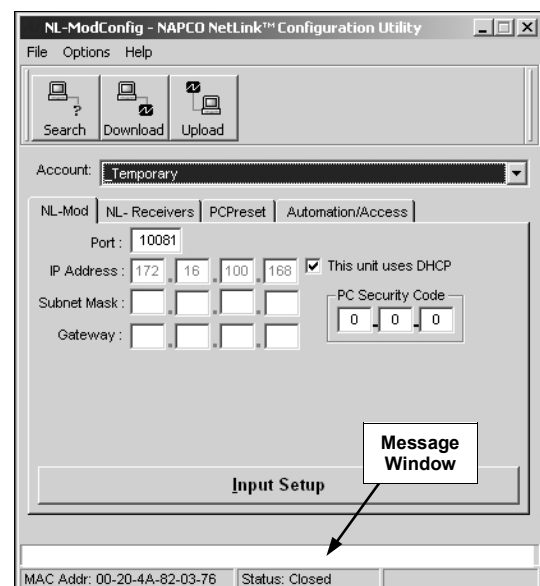 NL-ModConfig - NAPCO NetLink™ Configuration Utility
File Options Help
Search Download Upload
Account: _Temporary
NL-Mod NL- Receivers PCPreset Automation/Access
Port : 10081
IP Address : 172 . 16 . 100 . 168 This unit uses DHCP
Subnet Mask : . . .
PC Security Code
0 - 0 - 0
Gateway : . . .
Message
Window
Input Setup
MAC Addr: 00-20-4A-82-03-76 Status: Closed